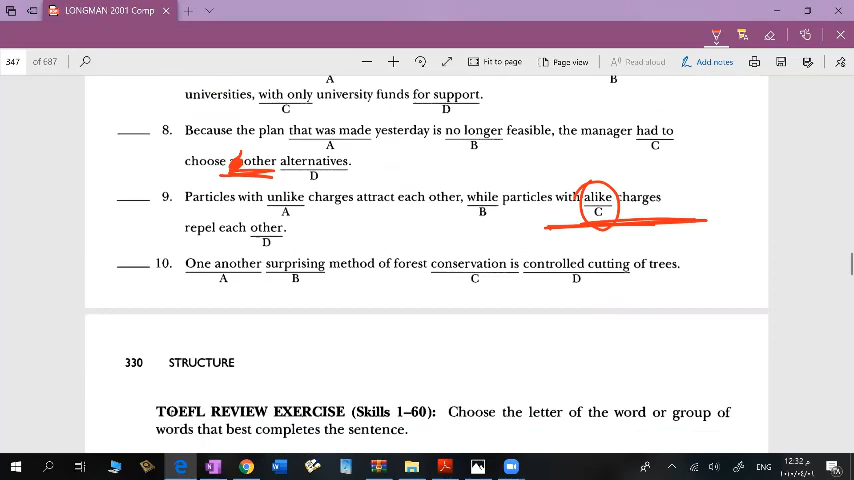 LONGMAN 2001 Comp
347 of 687
Fit to page
Page view
Read aloud
Add notes
A B
universities, with only university funds for support.
C D
_____ 8. Because the plan that was made yesterday is no longer feasible, the manager had to
A B C
choose another alternatives.
D
_____ 9. Particles with unlike charges attract each other, while particles with alike charges
A B C
repel each other.
D
_____ 10. One another surprising method of forest conservation is controlled cutting of trees.
A B C D
330 STRUCTURE
TOEFL REVIEW EXERCISE (Skills 1–60): Choose the letter of the word or group of
words that best completes the sentence.
ENG